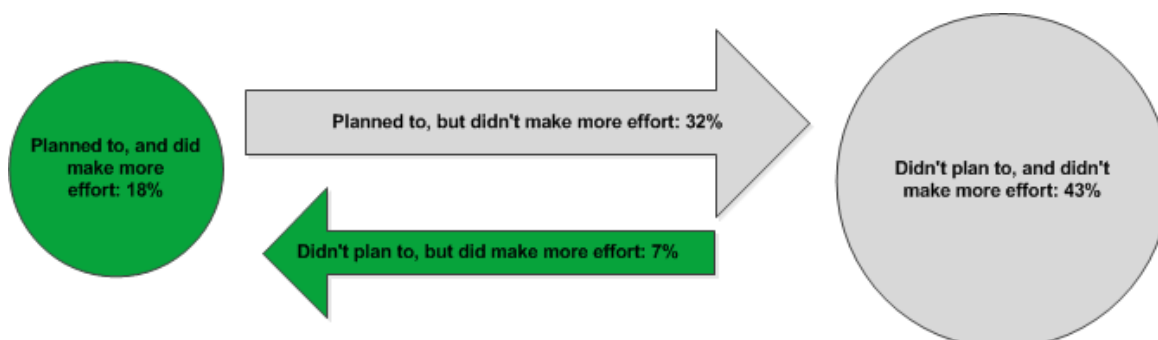 Planned to, and did
make more
effort: 18%
Planned to, but didn't make more effort: 32%
Didn't plan to, but did make more effort: 7%
Didn't plan to, and didn't
make more effort: 43%